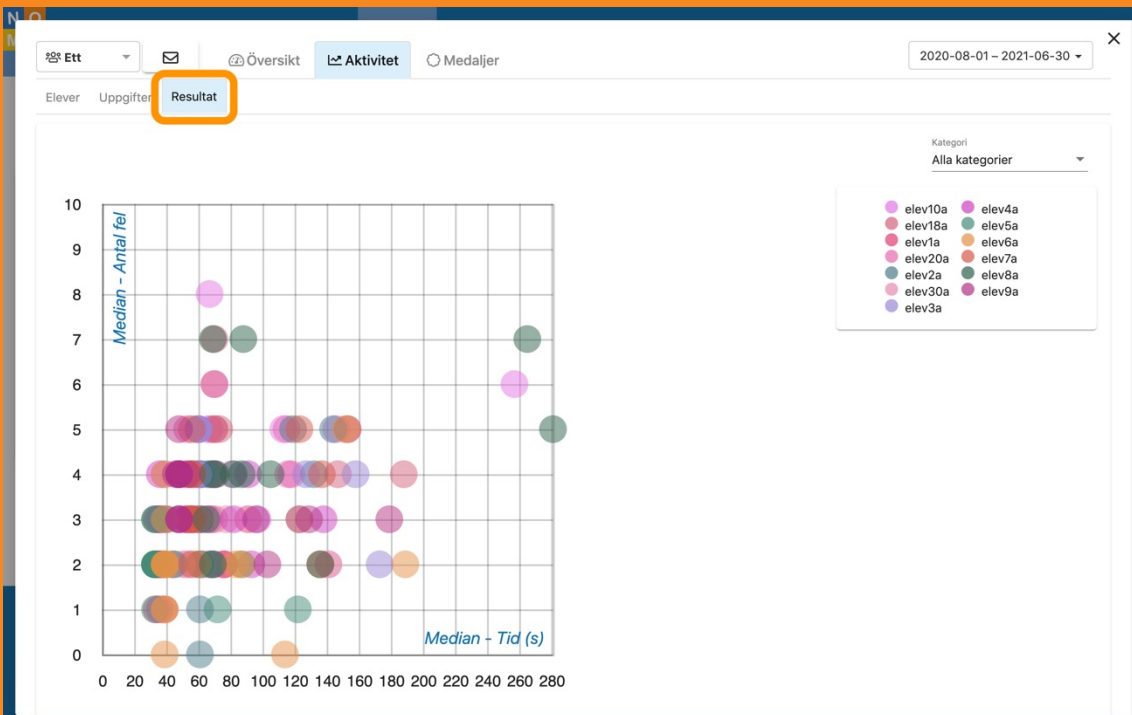 N O
M
Ett
Översikt
Aktivitet
Medaljer
2020-08-01 – 2021-06-30
Elever
Uppgifter
Resultat
Kategori
Alla kategorier
elev10a
elev18a
elev1a
elev20a
elev2a
elev30a
elev3a
elev4a
elev5a
elev6a
elev7a
elev8a
elev9a
10
9
8
7
6
5
4
3
2
1
0
Median - Antal fel
Median - Tid (s)
0 20 40 60 80 100 120 140 160 180 200 220 240 260 280